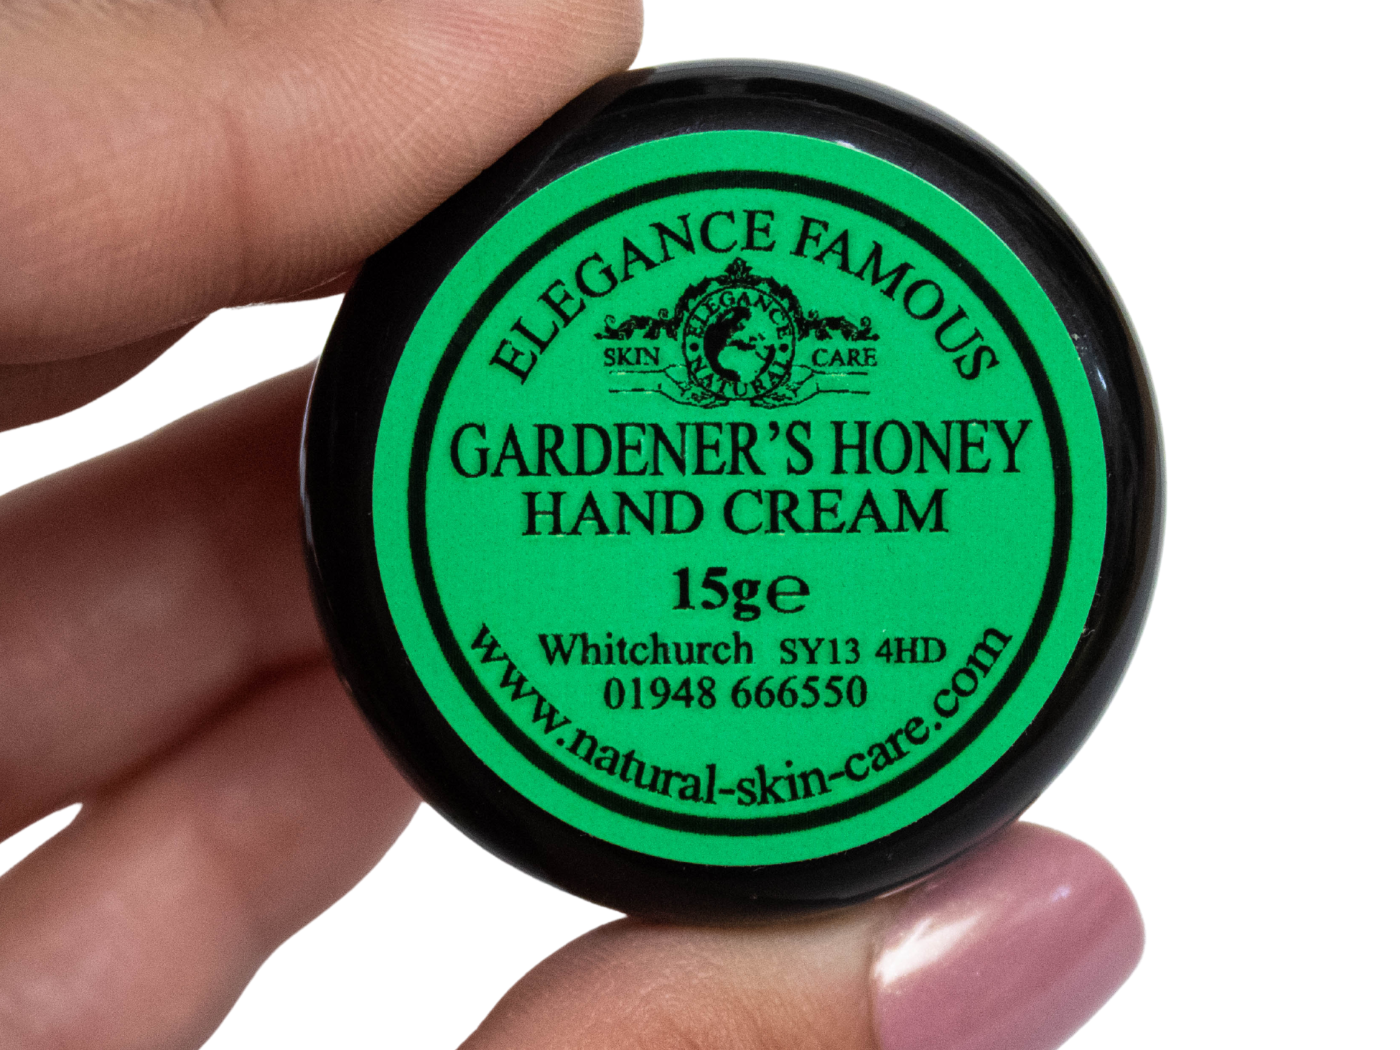 ELEGANCE FAMOUS
ELEGANCE
SKIN CARE
NATURAL
GARDENER'S HONEY
HAND CREAM
15g℮
Whitchurch SY13 4HD
01948 666550
www.natural-skin-care.com